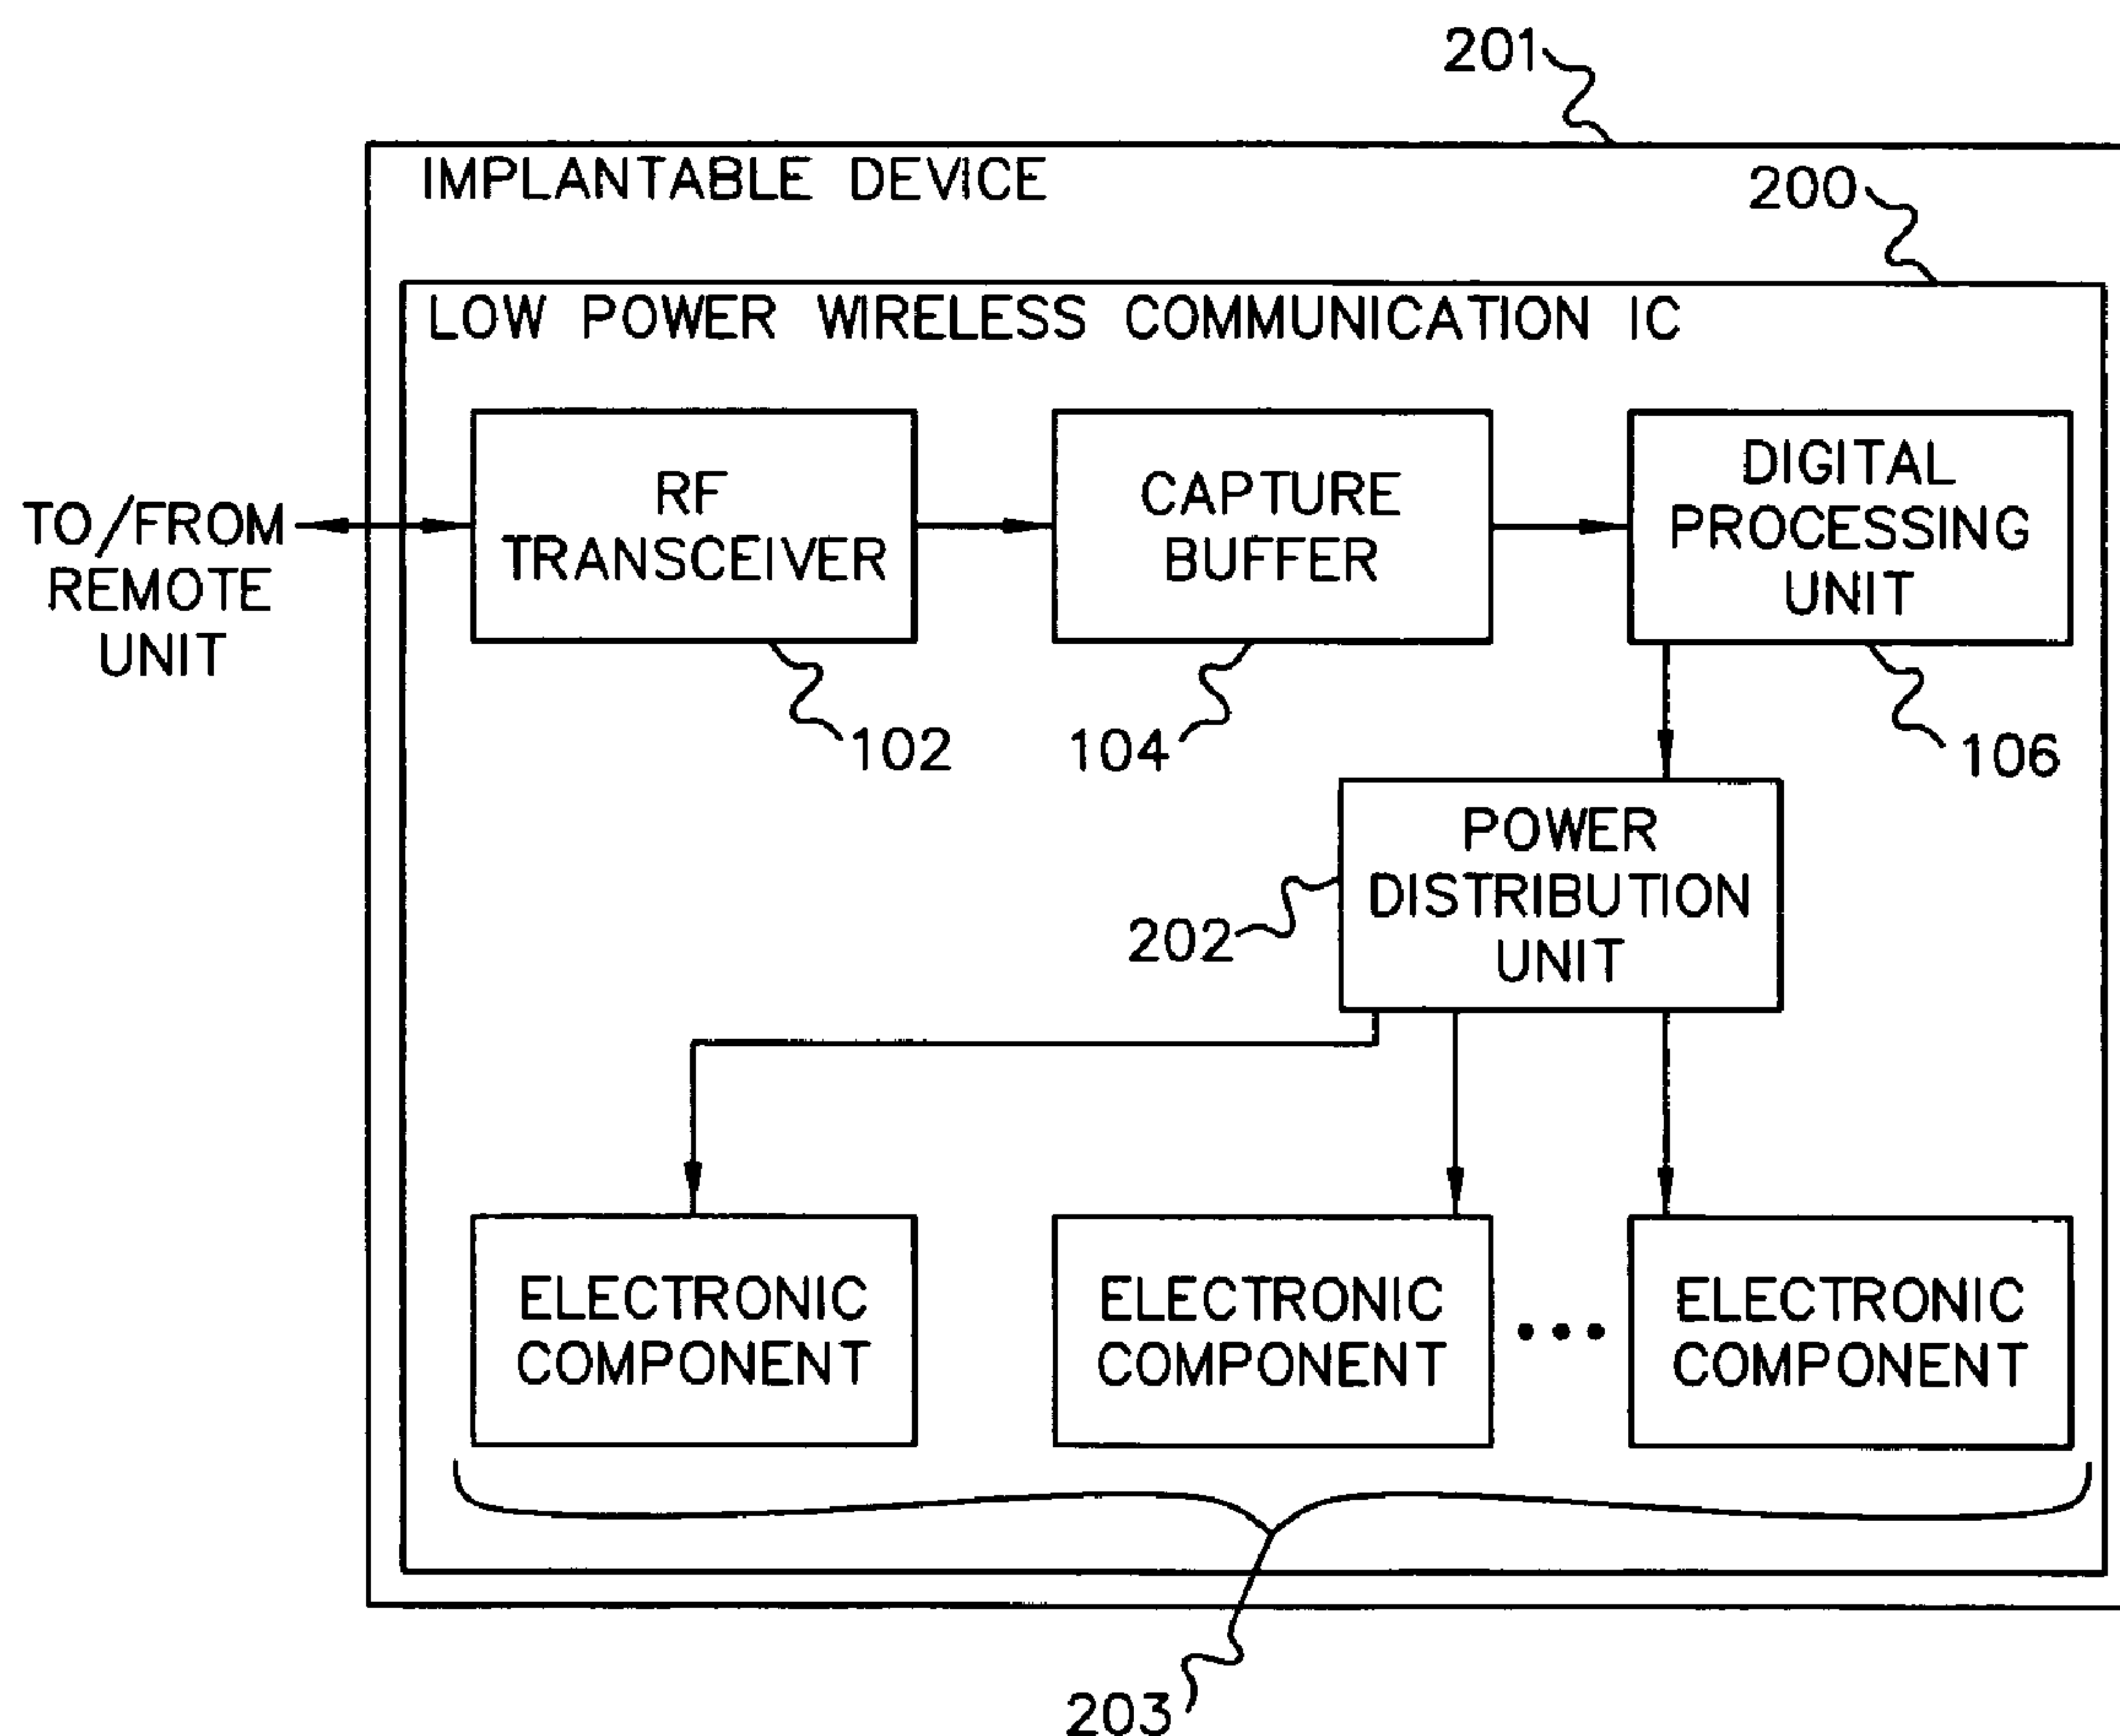 201
IMPLANTABLE DEVICE
200
LOW POWER WIRELESS COMMUNICATION IC
TO/FROM
REMOTE
UNIT
RF
TRANSCEIVER
CAPTURE
BUFFER
DIGITAL
PROCESSING
UNIT
102
104
106
POWER
DISTRIBUTION
UNIT
202
ELECTRONIC
COMPONENT
ELECTRONIC
COMPONENT
•••
ELECTRONIC
COMPONENT
203